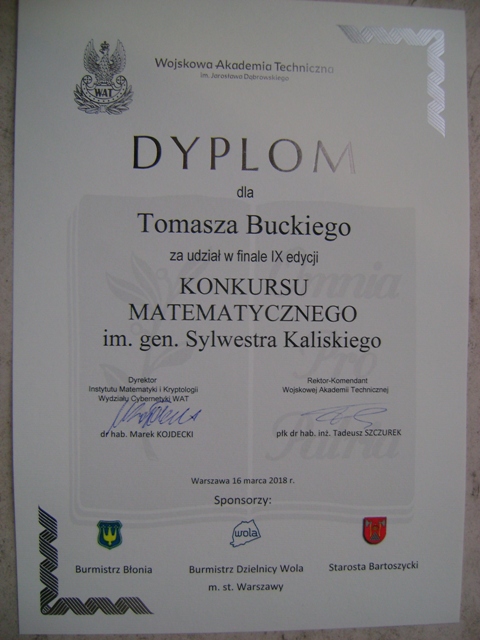 WAT
Wojskowa Akademia Techniczna
im. Jarosława Dąbrowskiego
DYPLOM
dla
Tomasza Buckiego
za udział w finale IX edycji
KONKURSU
MATEMATYCZNEGO
im. gen. Sylwestra Kaliskiego
Omnia
Pro
Patria
Dyrektor
Instytutu Matematyki i Kryptologii
Wydziału Cybernetyki WAT
dr hab. Marek KOJDECKI
Rektor-Komendant
Wojskowej Akademii Technicznej
płk dr hab. inż. Tadeusz SZCZUREK
Warszawa 16 marca 2018 r.
Sponsorzy:
Burmistrz Błonia
wola
Burmistrz Dzielnicy Wola
m. st. Warszawy
Starosta Bartoszycki